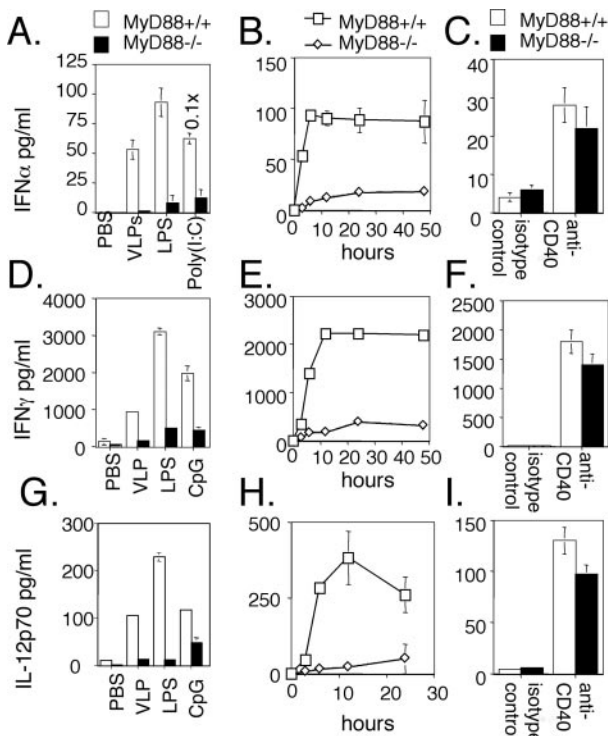 A. MyD88+/+
MyD88-/-
B. MyD88+/+
MyD88-/-
C. MyD88+/+
MyD88-/-
IFNα pg/ml
125
100
75
50
25
0
0.1x
PBS
VLPs
LPS
Poly(I:C)
150
100
50
0
0 10 20 30 40 50
hours
40
30
20
10
0
control
isotype
CD40
anti-
D.
IFNγ pg/ml
4000
3000
2000
1000
0
PBS
VLP
LPS
CpG
E.
3000
2000
1000
0
0 10 20 30 40 50
hours
F.
2500
2000
1500
1000
500
0
control
isotype
CD40
anti-
G.
IL-12p70 pg/ml
300
200
100
0
PBS
VLP
LPS
CpG
H.
500
250
0
0 10 20 30
hours
I.
150
100
50
0
control
isotype
CD40
anti-